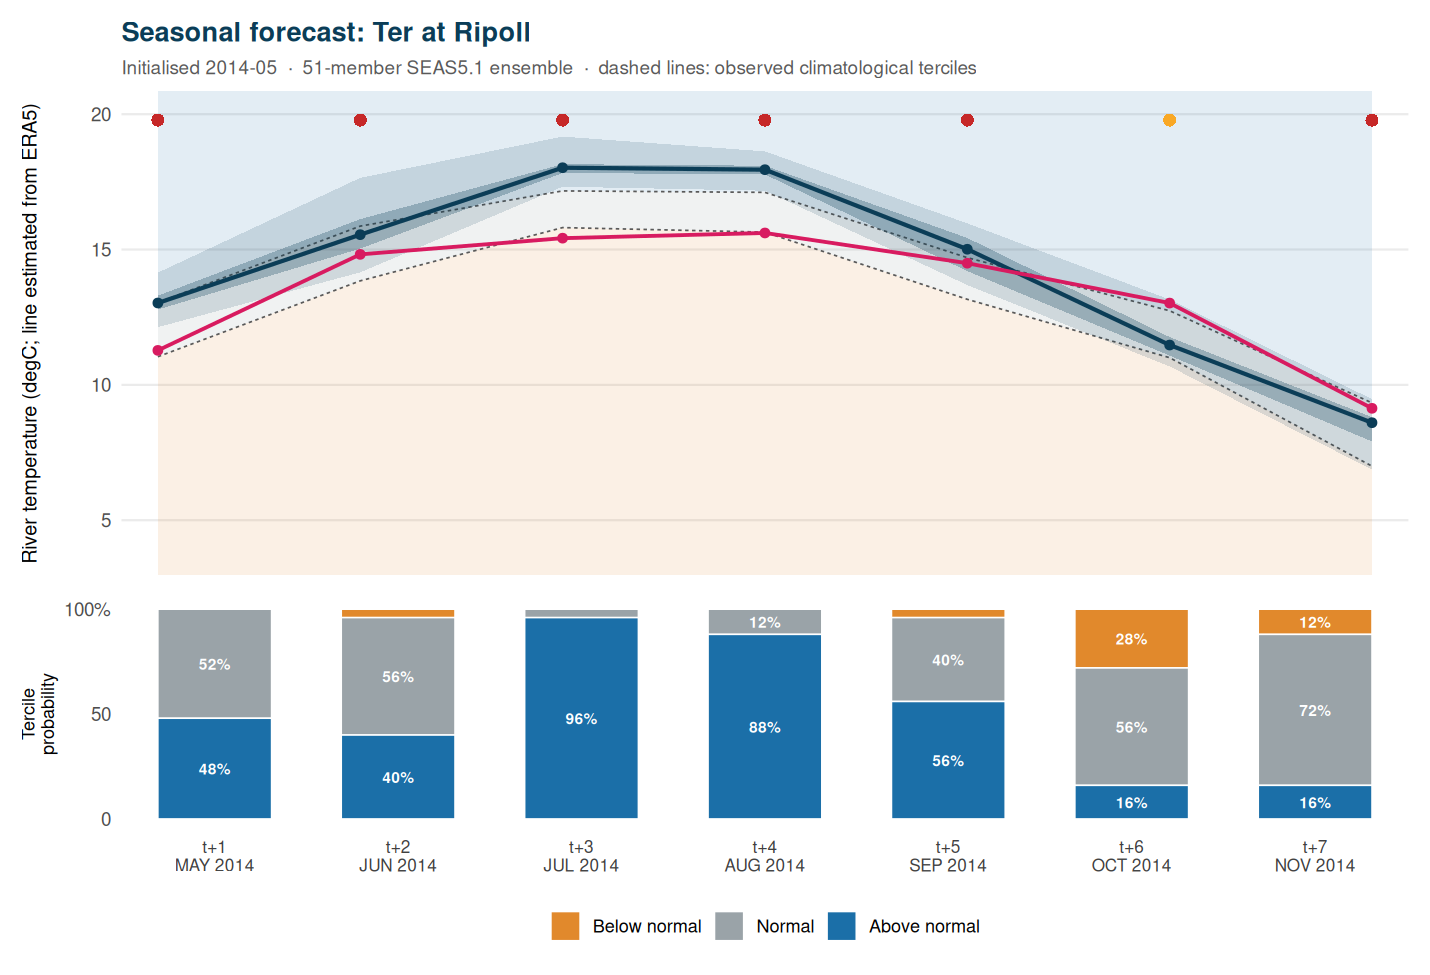 Seasonal forecast: Ter at Ripoll
Initialised 2014-05 · 51-member SEAS5.1 ensemble · dashed lines: observed climatological terciles
River temperature (degC; line estimated from ERA5)
20
15
10
5
Tercile
probability
100%
50
0
52%
48%
56%
40%
96%
12%
88%
40%
56%
28%
56%
16%
12%
72%
16%
t+1
MAY 2014
t+2
JUN 2014
t+3
JUL 2014
t+4
AUG 2014
t+5
SEP 2014
t+6
OCT 2014
t+7
NOV 2014
Below normal
Normal
Above normal